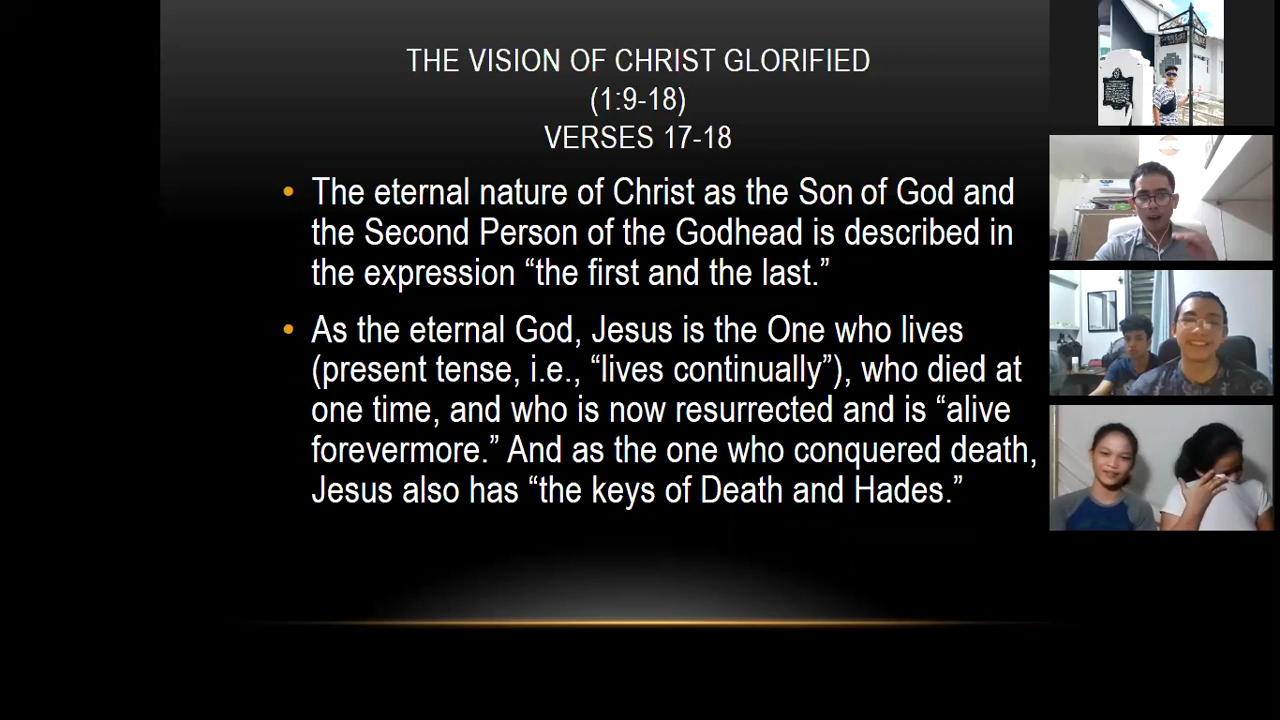 THE VISION OF CHRIST GLORIFIED
(1:9-18)
VERSES 17-18
• The eternal nature of Christ as the Son of God and
the Second Person of the Godhead is described in
the expression “the first and the last.”
• As the eternal God, Jesus is the One who lives
(present tense, i.e., “lives continually”), who died at
one time, and who is now resurrected and is “alive
forevermore.” And as the one who conquered death,
Jesus also has “the keys of Death and Hades.”